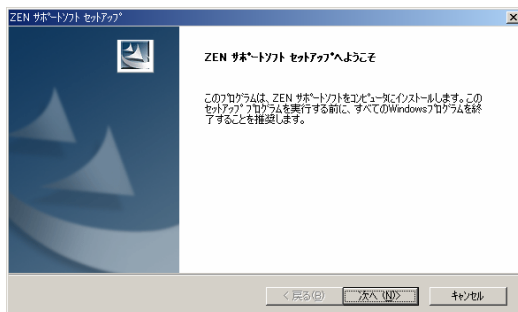 ZEN ｻﾎﾟｰﾄｿﾌﾄ ｾｯﾄｱｯﾌﾟ
ZEN ｻﾎﾟｰﾄｿﾌﾄ ｾｯﾄｱｯﾌﾟへようこそ
このﾌﾟﾛｸﾞﾗﾑは、ZEN ｻﾎﾟｰﾄｿﾌﾄをｺﾝﾋﾟｭｰﾀにｲﾝｽﾄｰﾙします。この
ｾｯﾄｱｯﾌﾟ ﾌﾟﾛｸﾞﾗﾑを実行する前に、すべてのWindowsﾌﾟﾛｸﾞﾗﾑを終
了することを推奨します。
< 戻る(B) 次へ (N)> ｷｬﾝｾﾙ